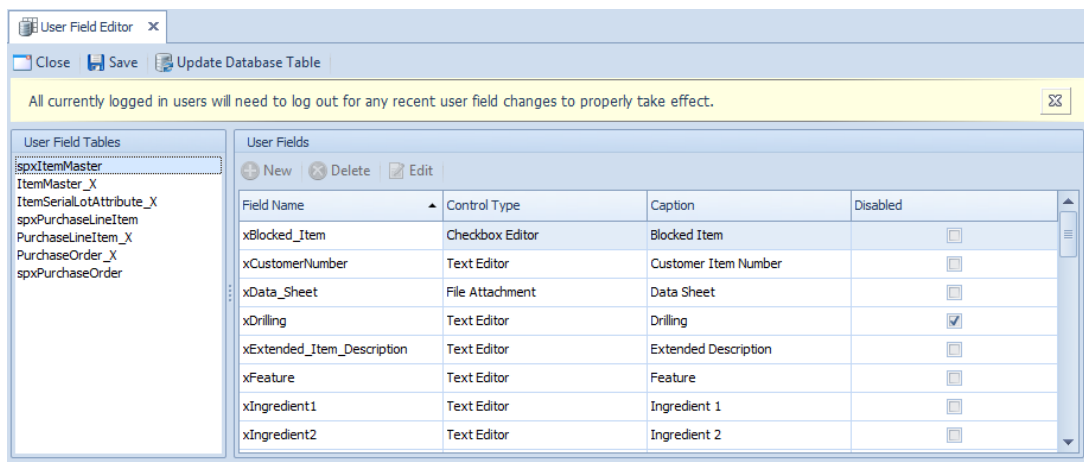 User Field Editor X
Close Save Update Database Table
All currently logged in users will need to log out for any recent user field changes to properly take effect.
User Field Tables
spxItemMaster
ItemMaster_X
ItemSerialLotAttribute_X
spxPurchaseLineItem
PurchaseLineItem_X
PurchaseOrder_X
spxPurchaseOrder
User Fields
New Delete Edit
Field Name Control Type Caption Disabled
xBlocked_Item Checkbox Editor Blocked Item
xCustomerNumber Text Editor Customer Item Number
xData_Sheet File Attachment Data Sheet
xDrilling Text Editor Drilling
xExtended_Item_Description Text Editor Extended Description
xFeature Text Editor Feature
xIngredient1 Text Editor Ingredient 1
xIngredient2 Text Editor Ingredient 2